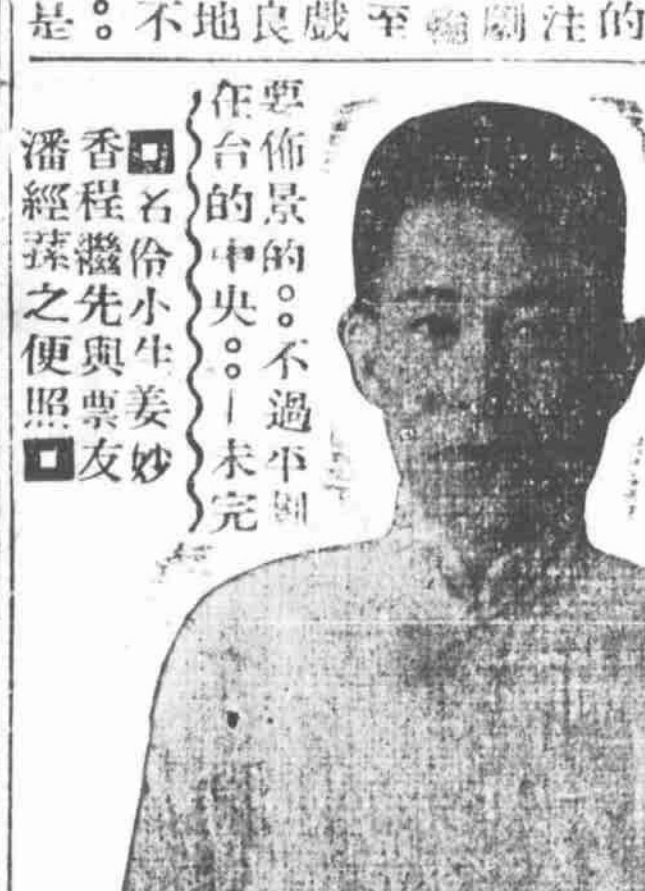 的注劇至戲良地不。。是
要佈景的。。不過平劇
在台的中央。。—未完
名伶小生姜妙
香程繼先與票友
潘經蓀之便照